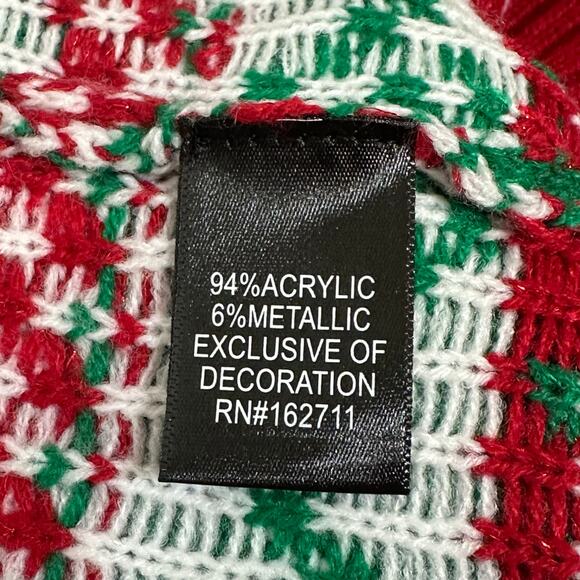 94%ACRYLIC
6%METALLIC
EXCLUSIVE OF
DECORATION
RN#162711